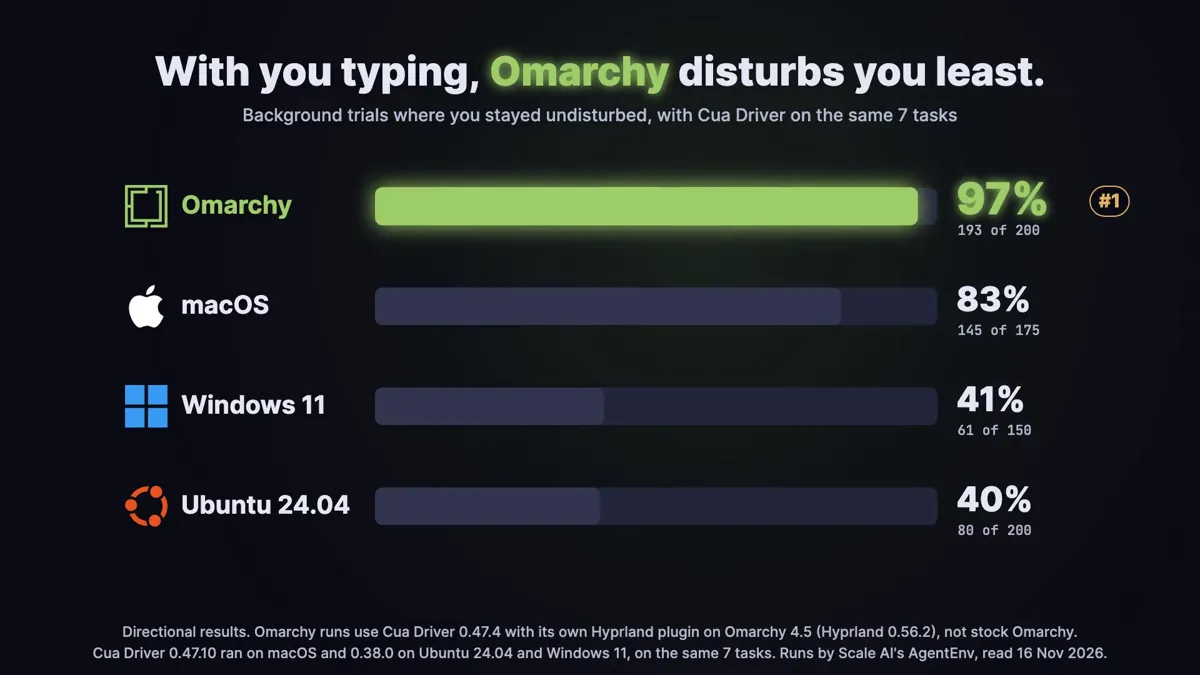 With you typing, Omarchy disturbs you least.
Background trials where you stayed undisturbed, with Cua Driver on the same 7 tasks
Omarchy
97%
#1
193 of 200
macOS
83%
145 of 175
Windows 11
41%
61 of 150
Ubuntu 24.04
40%
80 of 200
Directional results. Omarchy runs use Cua Driver 0.47.4 with its own Hyprland plugin on Omarchy 4.5 (Hyprland 0.56.2), not stock Omarchy.
Cua Driver 0.47.10 ran on macOS and 0.38.0 on Ubuntu 24.04 and Windows 11, on the same 7 tasks. Runs by Scale AI's AgentEnv, read 16 Nov 2026.